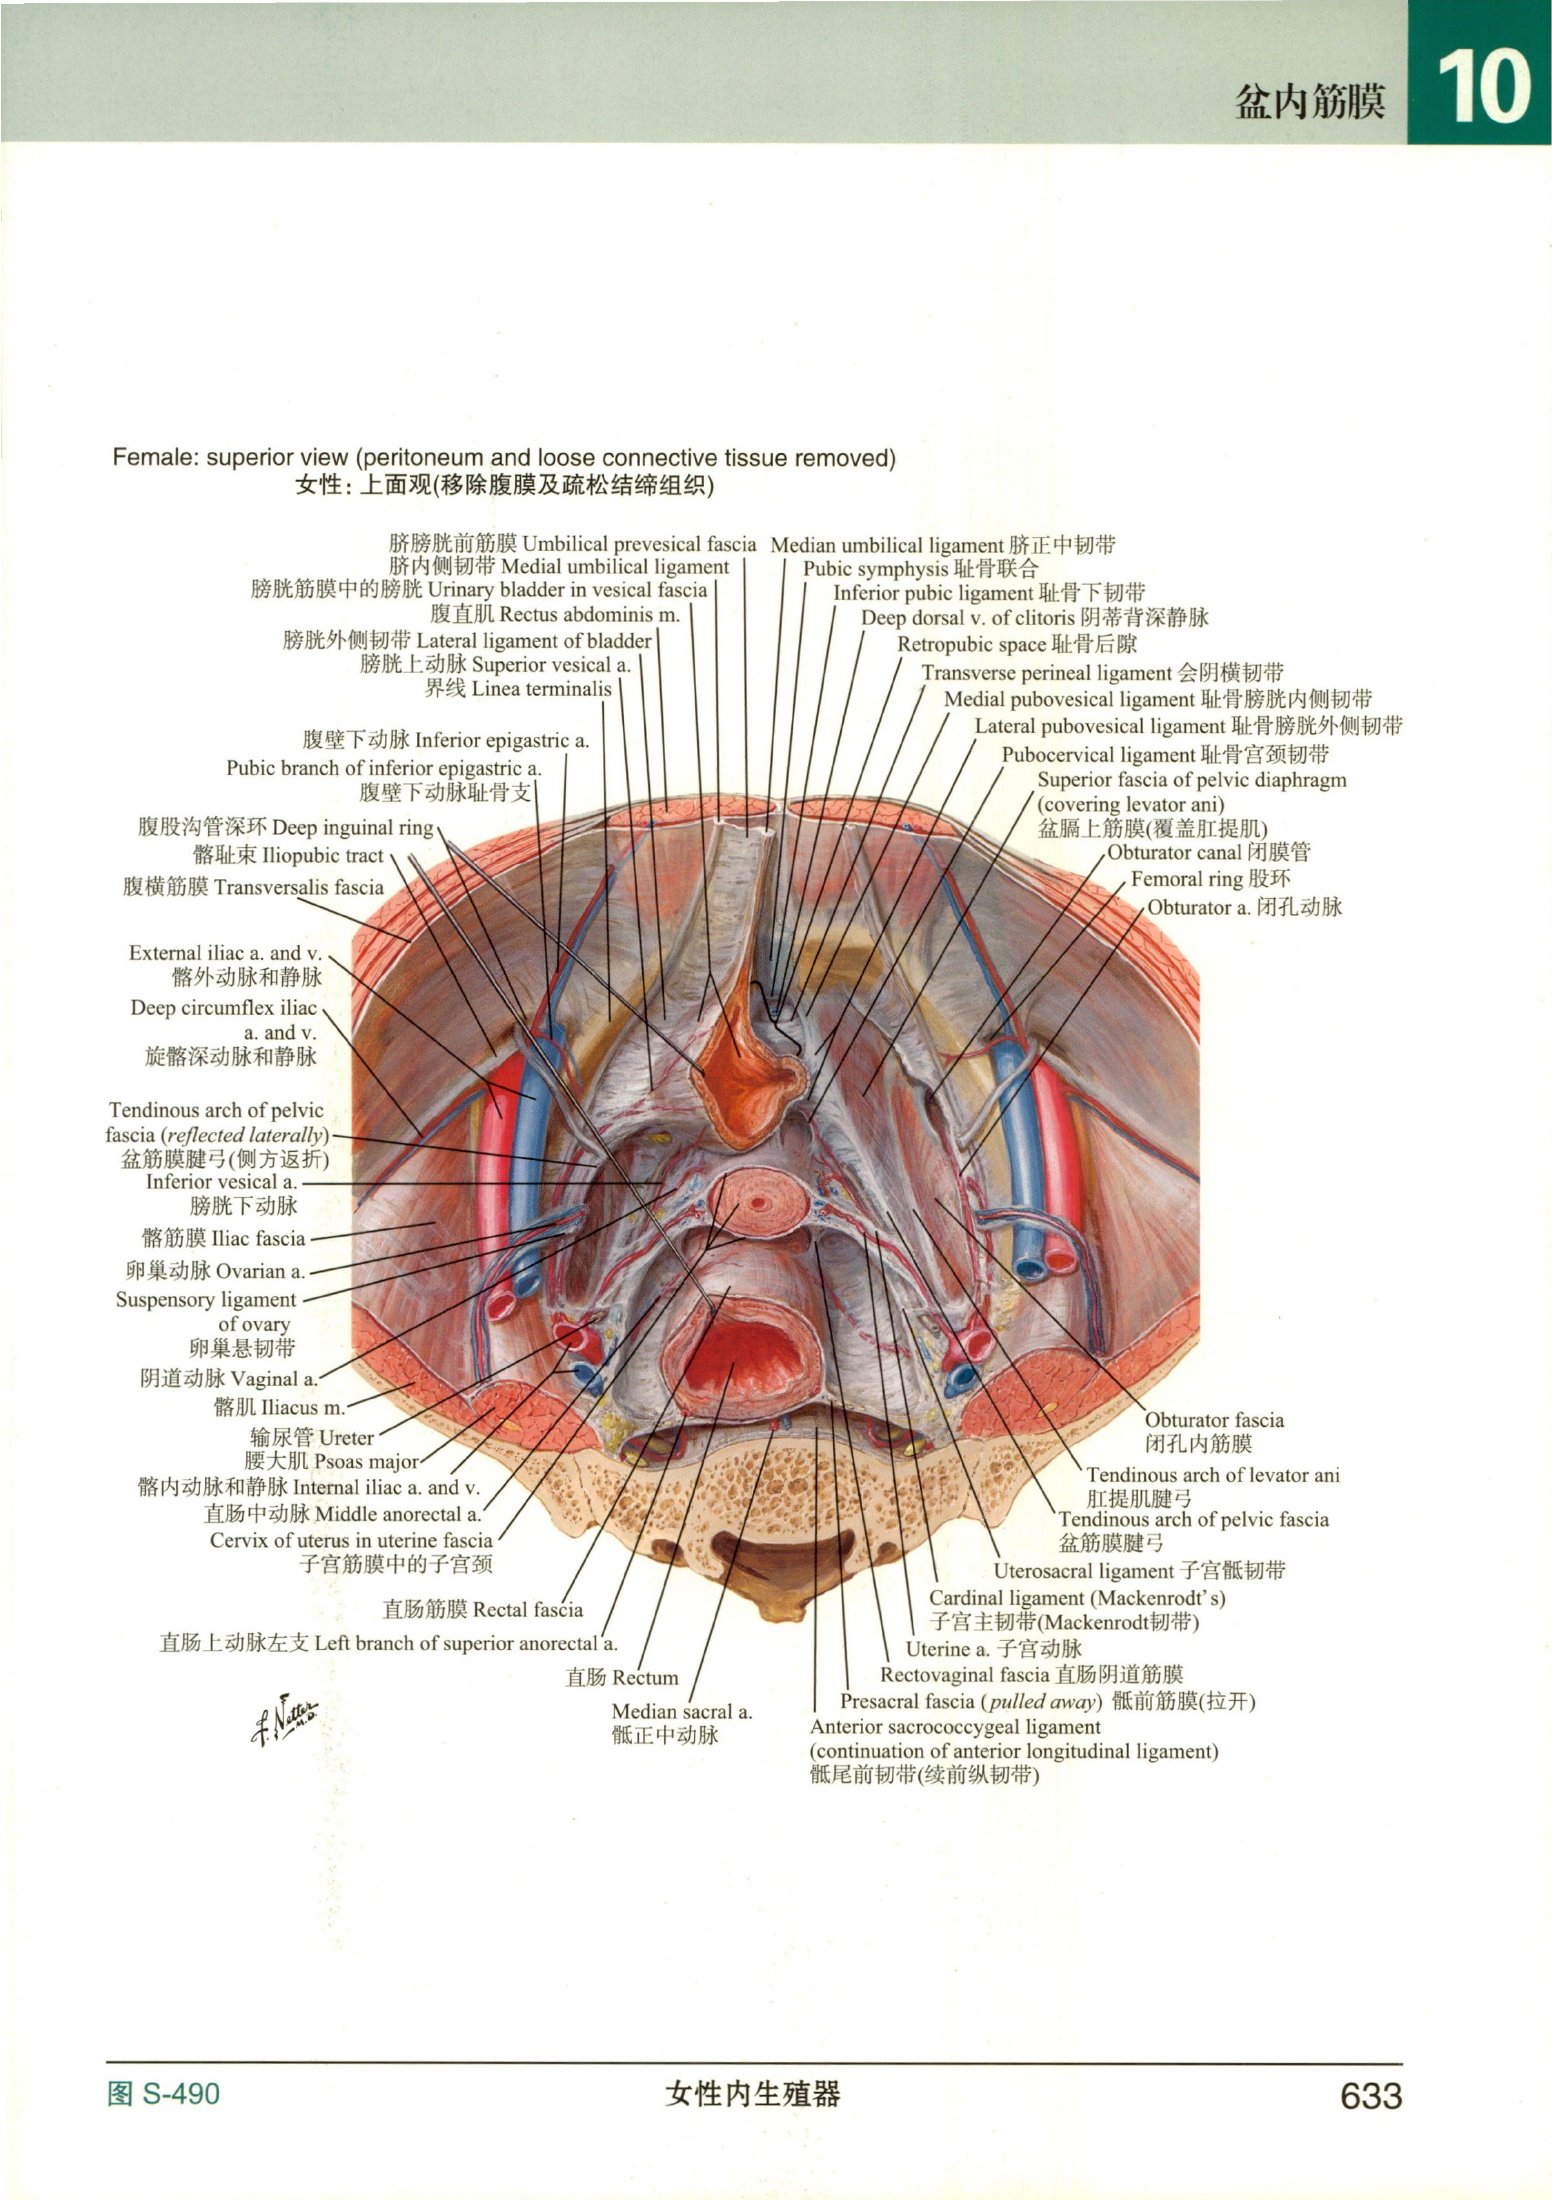 盆内筋膜
10
Female: superior view (peritoneum and loose connective tissue removed)
女性：上面观(移除腹膜及疏松结缔组织)
脐膀胱前筋膜 Umbilical prevesical fascia
脐内侧韧带 Medial umbilical ligament
膀胱筋膜中的膀胱 Urinary bladder in vesical fascia
腹直肌 Rectus abdominis m.
膀胱外侧韧带 Lateral ligament of bladder
膀胱上动脉 Superior vesical a.
界线 Linea terminalis
腹壁下动脉 Inferior epigastric a.
Pubic branch of inferior epigastric a.
腹壁下动脉耻骨支
腹股沟管深环 Deep inguinal ring
髂耻束 Iliopubic tract
腹横筋膜 Transversalis fascia
External iliac a. and v.
髂外动脉和静脉
Deep circumflex iliac
a. and v.
旋髂深动脉和静脉
Tendinous arch of pelvic
fascia (reflected laterally)
盆筋膜腱弓(侧方返折)
Inferior vesical a.
膀胱下动脉
髂筋膜 Iliac fascia
卵巢动脉 Ovarian a.
Suspensory ligament
of ovary
卵巢悬韧带
阴道动脉 Vaginal a.
髂肌 Iliacus m.
输尿管 Ureter
腰大肌 Psoas major
髂内动脉和静脉 Internal iliac a. and v.
直肠中动脉 Middle anorectal a.
Cervix of uterus in uterine fascia
子宫筋膜中的子宫颈
直肠筋膜 Rectal fascia
直肠上动脉左支 Left branch of superior anorectal a.
直肠 Rectum
Median sacral a.
骶正中动脉
Median umbilical ligament 脐正中韧带
Pubic symphysis 耻骨联合
Inferior pubic ligament 耻骨下韧带
Deep dorsal v. of clitoris 阴蒂背深静脉
Retropubic space 耻骨后隙
Transverse perineal ligament 会阴横韧带
Medial pubovesical ligament 耻骨膀胱内侧韧带
Lateral pubovesical ligament 耻骨膀胱外侧韧带
Pubocervical ligament 耻骨宫颈韧带
Superior fascia of pelvic diaphragm
(covering levator ani)
盆膈上筋膜(覆盖肛提肌)
Obturator canal 闭膜管
Femoral ring 股环
Obturator a. 闭孔动脉
Obturator fascia
闭孔内筋膜
Tendinous arch of levator ani
肛提肌腱弓
Tendinous arch of pelvic fascia
盆筋膜腱弓
Uterosacral ligament 子宫骶韧带
Cardinal ligament (Mackenrodt's)
子宫主韧带(Mackenrodt韧带)
Uterine a. 子宫动脉
Rectovaginal fascia 直肠阴道筋膜
Presacral fascia (pulled away) 骶前筋膜(拉开)
Anterior sacrococcygeal ligament
(continuation of anterior longitudinal ligament)
骶尾前韧带(续前纵韧带)
F. Netter M.D.
图 S-490
女性内生殖器
633